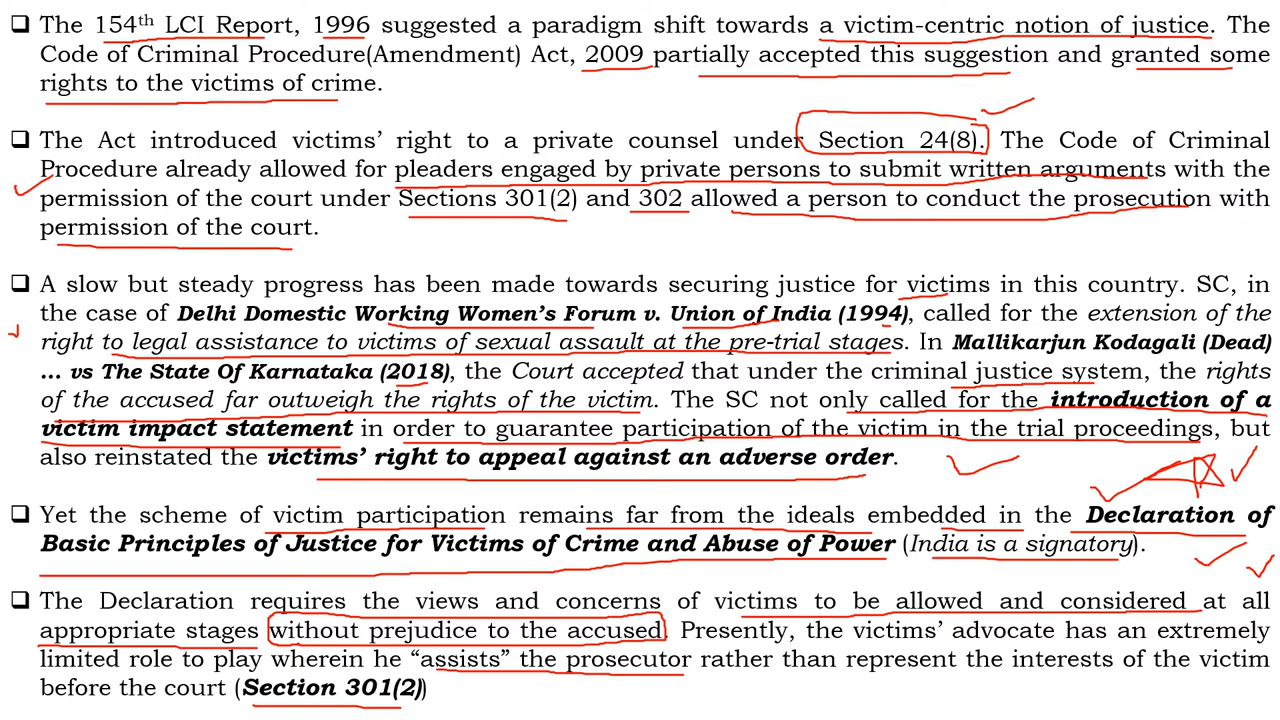 ❑ The 154th LCI Report, 1996 suggested a paradigm shift towards a victim-centric notion of justice. The
Code of Criminal Procedure(Amendment) Act, 2009 partially accepted this suggestion and granted some
rights to the victims of crime.
❑ The Act introduced victims’ right to a private counsel under Section 24(8). The Code of Criminal
Procedure already allowed for pleaders engaged by private persons to submit written arguments with the
permission of the court under Sections 301(2) and 302 allowed a person to conduct the prosecution with
permission of the court.
❑ A slow but steady progress has been made towards securing justice for victims in this country. SC, in
the case of Delhi Domestic Working Women’s Forum v. Union of India (1994), called for the extension of the
right to legal assistance to victims of sexual assault at the pre-trial stages. In Mallikarjun Kodagali (Dead)
... vs The State Of Karnataka (2018), the Court accepted that under the criminal justice system, the rights
of the accused far outweigh the rights of the victim. The SC not only called for the introduction of a
victim impact statement in order to guarantee participation of the victim in the trial proceedings, but
also reinstated the victims’ right to appeal against an adverse order.
❑ Yet the scheme of victim participation remains far from the ideals embedded in the Declaration of
Basic Principles of Justice for Victims of Crime and Abuse of Power (India is a signatory).
❑ The Declaration requires the views and concerns of victims to be allowed and considered at all
appropriate stages without prejudice to the accused. Presently, the victims’ advocate has an extremely
limited role to play wherein he “assists” the prosecutor rather than represent the interests of the victim
before the court (Section 301(2))